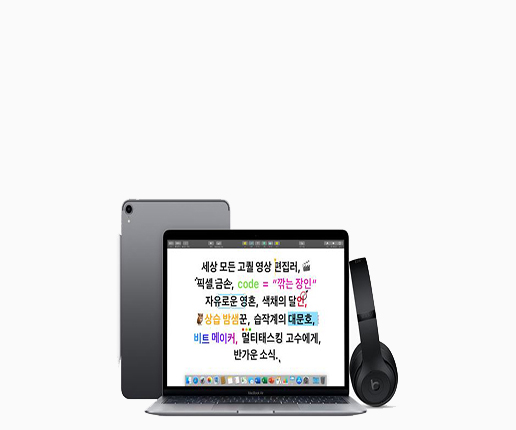 세상 모든 고퀄 영상 편집러,
픽셀 금손, code = "깎는 장인"
자유로운 영혼, 색채의 달인,
상습 밤샘꾼, 습작계의 대문호,
비트 메이커, 멀티태스킹 고수에게,
반가운 소식.